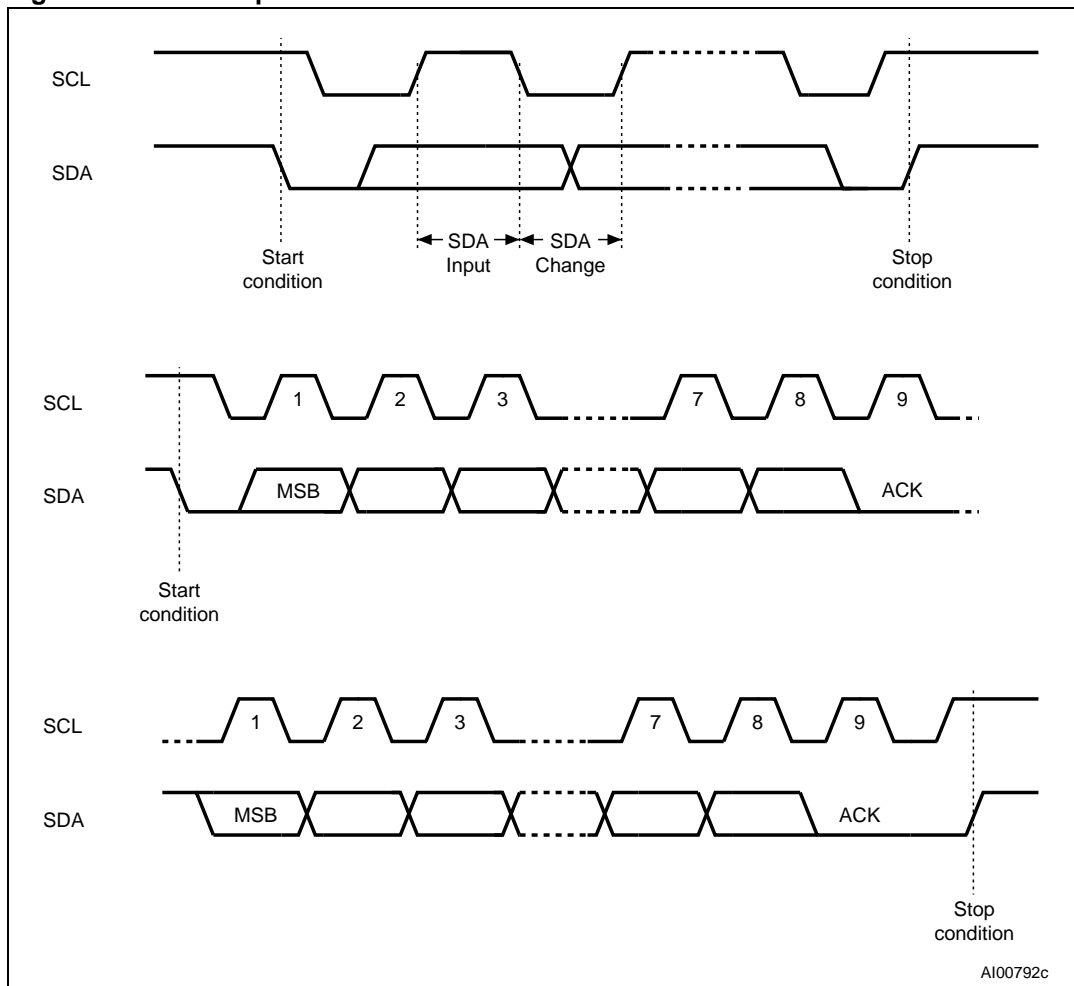 SCL
SDA
SDA
Input
SDA
Change
Start
condition
Stop
condition
SCL
1 2 3 7 8 9
SDA
MSB
ACK
Start
condition
SCL
1 2 3 7 8 9
SDA
MSB
ACK
Stop
condition
AI00792c